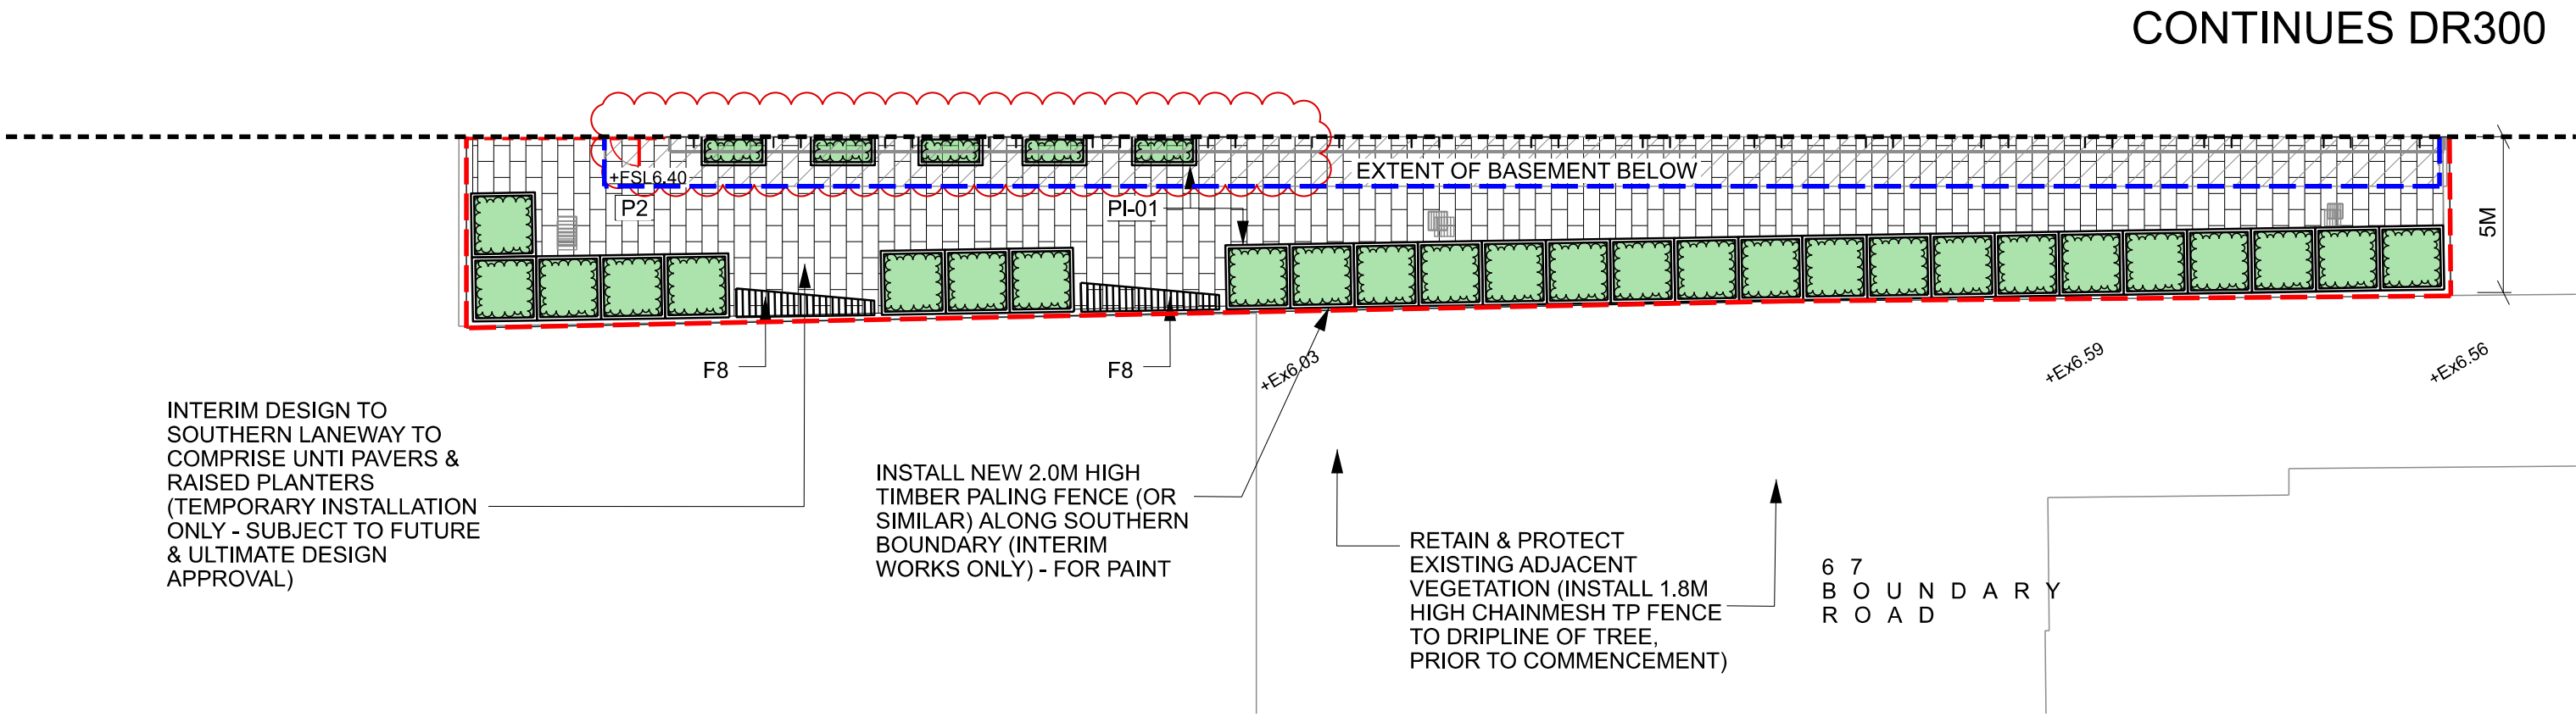 CONTINUES DR300
EXTENT OF BASEMENT BELOW
+FSL6.40
P2
PI-01
5M
F8
F8
+Ex6.03
+Ex6.59
+Ex6.56
INTERIM DESIGN TO
SOUTHERN LANEWAY TO
COMPRISE UNTI PAVERS &
RAISED PLANTERS
(TEMPORARY INSTALLATION
ONLY - SUBJECT TO FUTURE
& ULTIMATE DESIGN
APPROVAL)
INSTALL NEW 2.0M HIGH
TIMBER PALING FENCE (OR
SIMILAR) ALONG SOUTHERN
BOUNDARY (INTERIM
WORKS ONLY) - FOR PAINT
RETAIN & PROTECT
EXISTING ADJACENT
VEGETATION (INSTALL 1.8M
HIGH CHAINMESH TP FENCE
TO DRIPLINE OF TREE,
PRIOR TO COMMENCEMENT)
6 7
B O U N D A R Y
R O A D